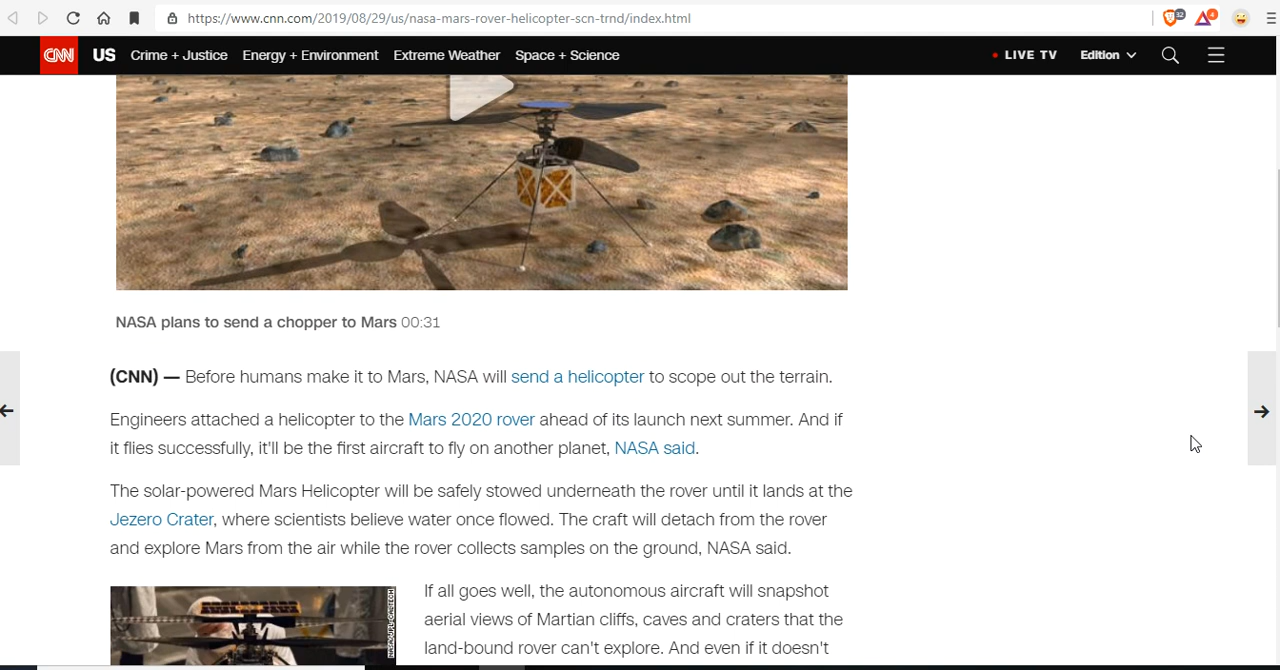 https://www.cnn.com/2019/08/29/us/nasa-mars-rover-helicopter-scn-trnd/index.html
32
4
CNN US Crime + Justice Energy + Environment Extreme Weather Space + Science LIVE TV Edition
NASA plans to send a chopper to Mars 00:31
(CNN) — Before humans make it to Mars, NASA will send a helicopter to scope out the terrain.
Engineers attached a helicopter to the Mars 2020 rover ahead of its launch next summer. And if
it flies successfully, it'll be the first aircraft to fly on another planet, NASA said.
The solar-powered Mars Helicopter will be safely stowed underneath the rover until it lands at the
Jezero Crater, where scientists believe water once flowed. The craft will detach from the rover
and explore Mars from the air while the rover collects samples on the ground, NASA said.
NASA/JPL-CALTECH
If all goes well, the autonomous aircraft will snapshot
aerial views of Martian cliffs, caves and craters that the
land-bound rover can't explore. And even if it doesn't